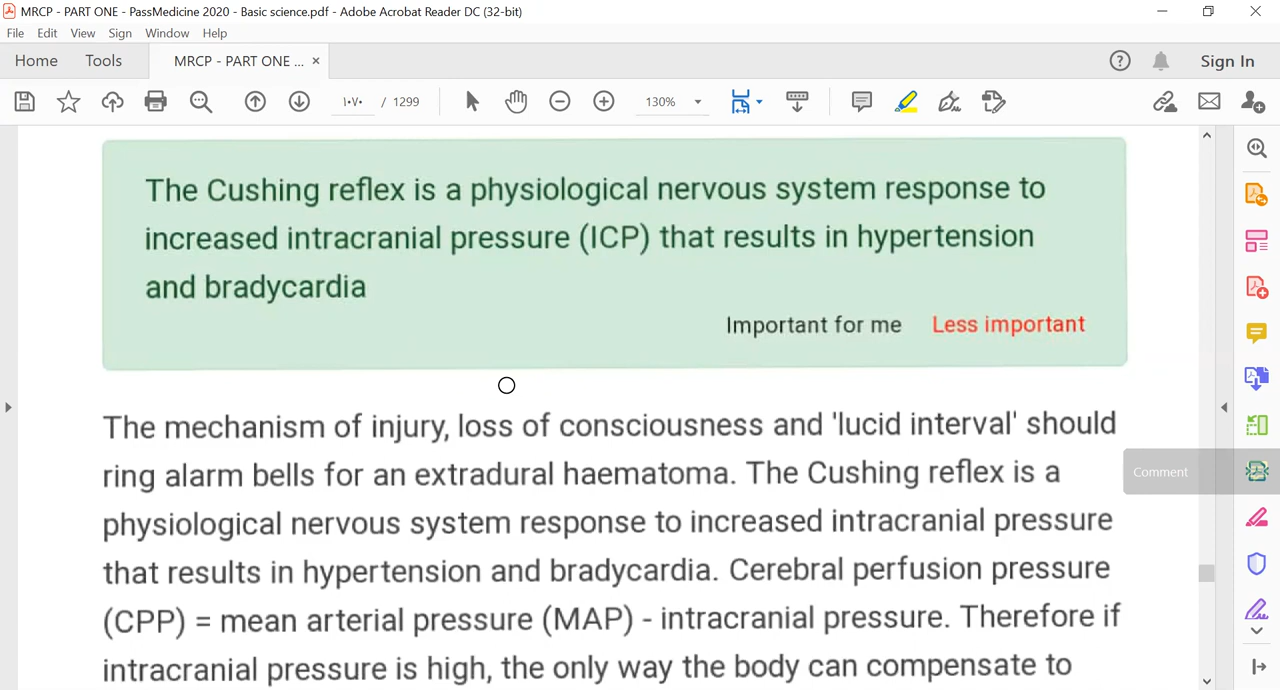 MRCP - PART ONE - PassMedicine 2020 - Basic science.pdf - Adobe Acrobat Reader DC (32-bit)
File Edit View Sign Window Help
Home Tools MRCP - PART ONE ... × Sign In
١٠٧٠ / 1299 130%
The Cushing reflex is a physiological nervous system response to
increased intracranial pressure (ICP) that results in hypertension
and bradycardia
Important for me Less important
The mechanism of injury, loss of consciousness and 'lucid interval' should
ring alarm bells for an extradural haematoma. The Cushing reflex is a
physiological nervous system response to increased intracranial pressure
that results in hypertension and bradycardia. Cerebral perfusion pressure
(CPP) = mean arterial pressure (MAP) - intracranial pressure. Therefore if
intracranial pressure is high, the only way the body can compensate to
Comment